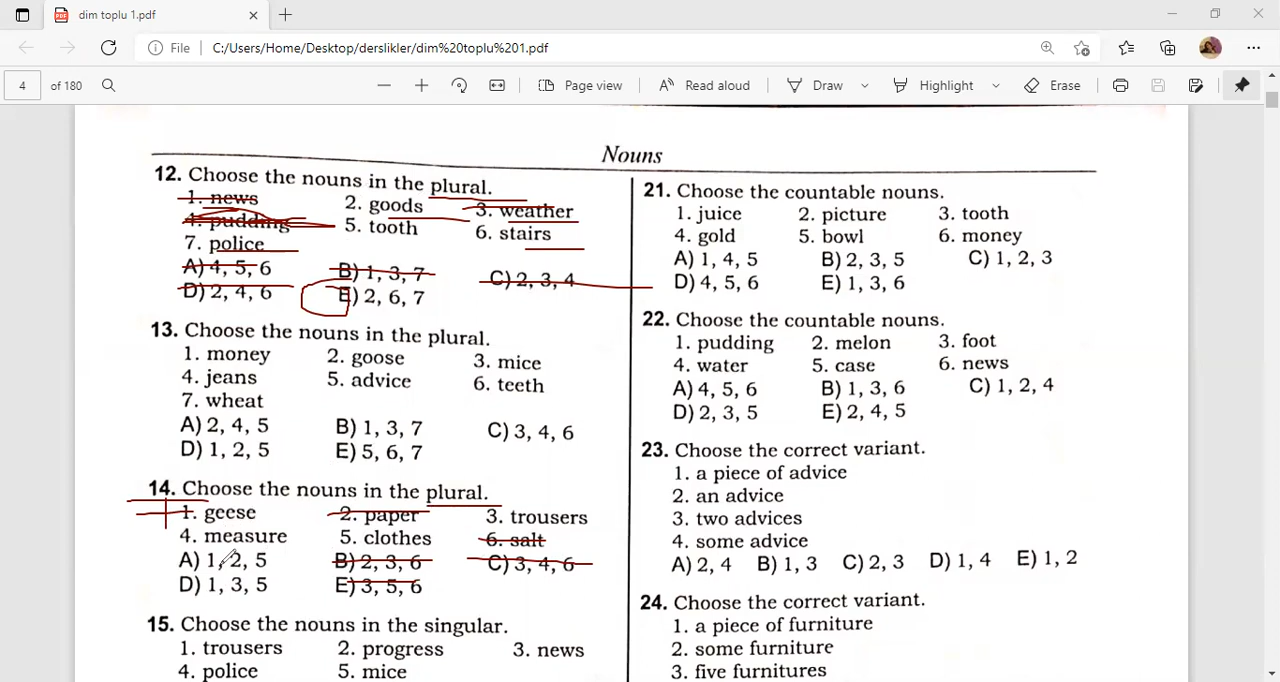 dim toplu 1.pdf
File C:/Users/Home/Desktop/derslikler/dim%20toplu%201.pdf
4 of 180 Page view Read aloud Draw Highlight Erase
Nouns
12. Choose the nouns in the plural.
1. news 2. goods 3. weather
4. pudding 5. tooth 6. stairs
7. police
A) 4, 5, 6 B) 1, 3, 7 C) 2, 3, 4
D) 2, 4, 6 E) 2, 6, 7
13. Choose the nouns in the plural.
1. money 2. goose 3. mice
4. jeans 5. advice 6. teeth
7. wheat
A) 2, 4, 5 B) 1, 3, 7 C) 3, 4, 6
D) 1, 2, 5 E) 5, 6, 7
14. Choose the nouns in the plural.
1. geese 2. paper 3. trousers
4. measure 5. clothes 6. salt
A) 1, 2, 5 B) 2, 3, 6 C) 3, 4, 6
D) 1, 3, 5 E) 3, 5, 6
15. Choose the nouns in the singular.
1. trousers 2. progress 3. news
4. police 5. mice
21. Choose the countable nouns.
1. juice 2. picture 3. tooth
4. gold 5. bowl 6. money
A) 1, 4, 5 B) 2, 3, 5 C) 1, 2, 3
D) 4, 5, 6 E) 1, 3, 6
22. Choose the countable nouns.
1. pudding 2. melon 3. foot
4. water 5. case 6. news
A) 4, 5, 6 B) 1, 3, 6 C) 1, 2, 4
D) 2, 3, 5 E) 2, 4, 5
23. Choose the correct variant.
1. a piece of advice
2. an advice
3. two advices
4. some advice
A) 2, 4 B) 1, 3 C) 2, 3 D) 1, 4 E) 1, 2
24. Choose the correct variant.
1. a piece of furniture
2. some furniture
3. five furnitures